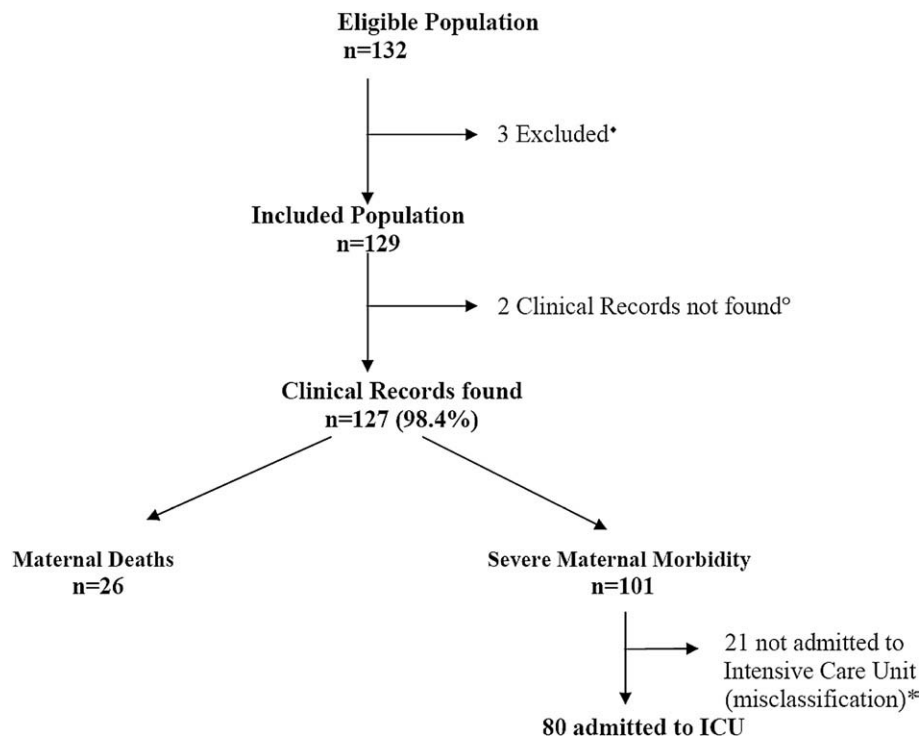 Eligible Population
n=132
3 Excluded♦
Included Population
n=129
2 Clinical Records not found°
Clinical Records found
n=127 (98.4%)
Maternal Deaths
n=26
Severe Maternal Morbidity
n=101
21 not admitted to
Intensive Care Unit
(misclassification)*
80 admitted to ICU